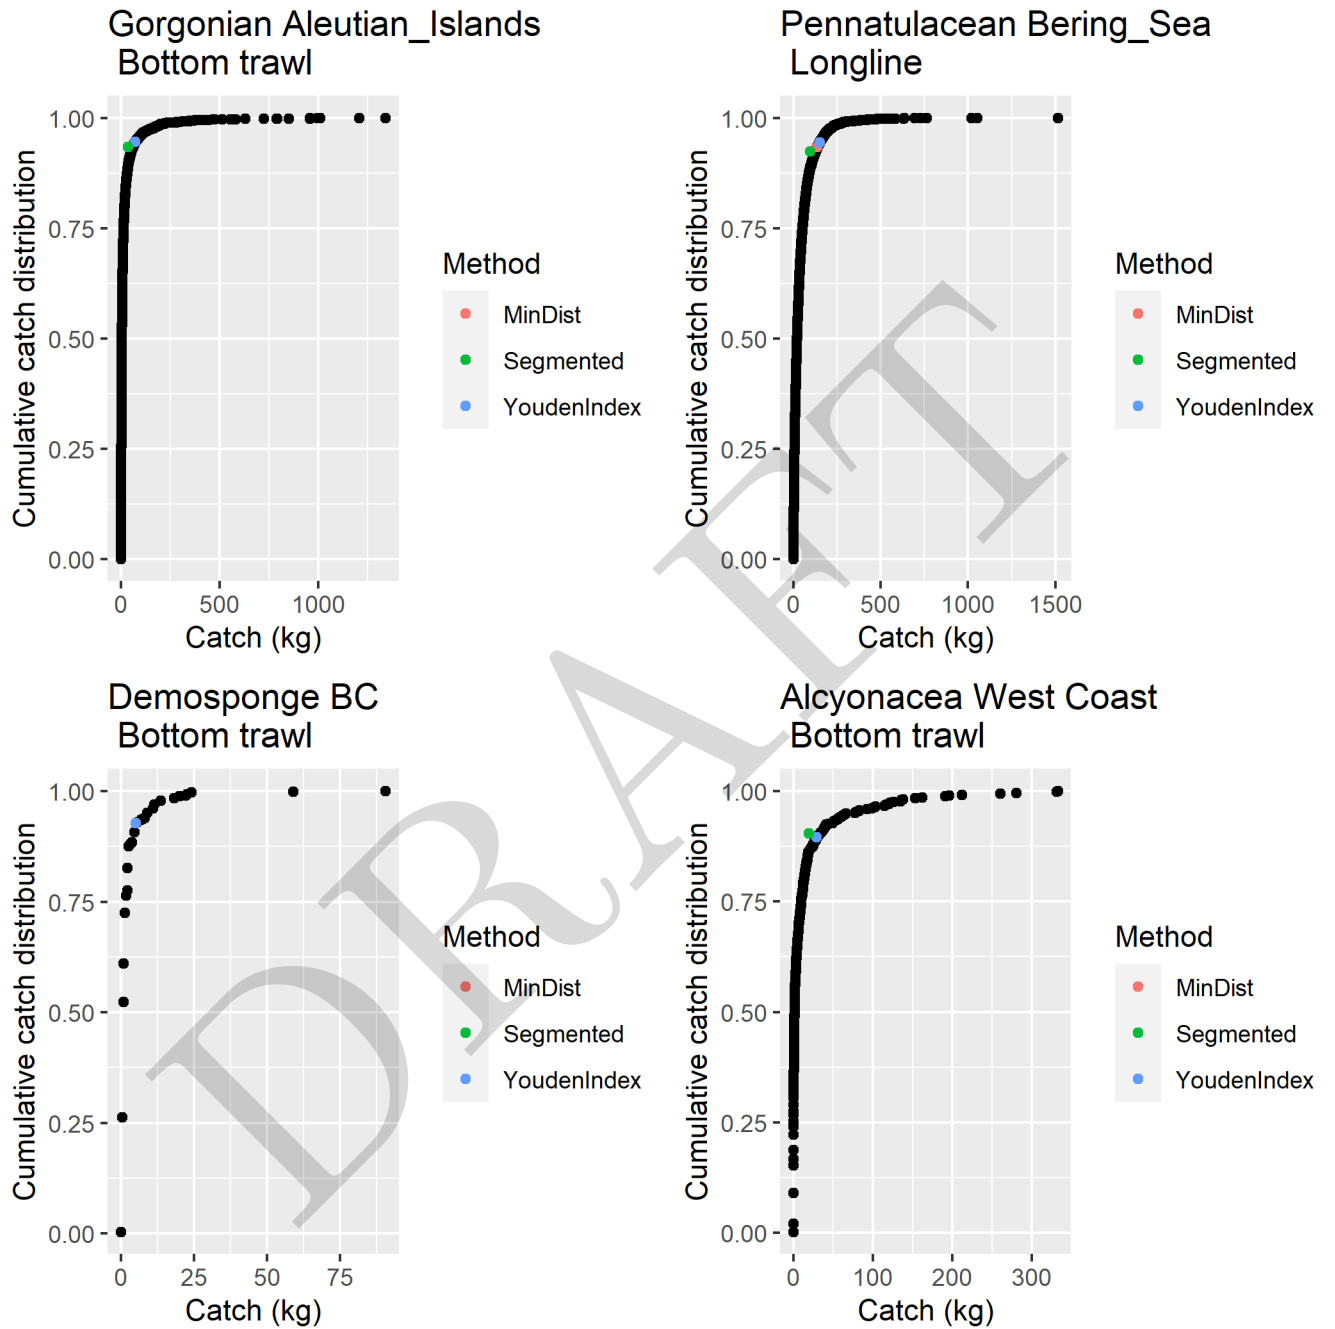 Gorgonian Aleutian_Islands
Bottom trawl
Cumulative catch distribution
1.00
0.75
0.50
0.25
0.00
0 500 1000
Catch (kg)
Method
MinDist
Segmented
YoudenIndex
Pennatulacean Bering_Sea
Longline
Cumulative catch distribution
1.00
0.75
0.50
0.25
0.00
0 500 1000 1500
Catch (kg)
Method
MinDist
Segmented
YoudenIndex
Demosponge BC
Bottom trawl
Cumulative catch distribution
1.00
0.75
0.50
0.25
0.00
0 25 50 75
Catch (kg)
Method
MinDist
Segmented
YoudenIndex
Alcyonacea West Coast
Bottom trawl
Cumulative catch distribution
1.00
0.75
0.50
0.25
0.00
0 100 200 300
Catch (kg)
Method
MinDist
Segmented
YoudenIndex
DRAFT